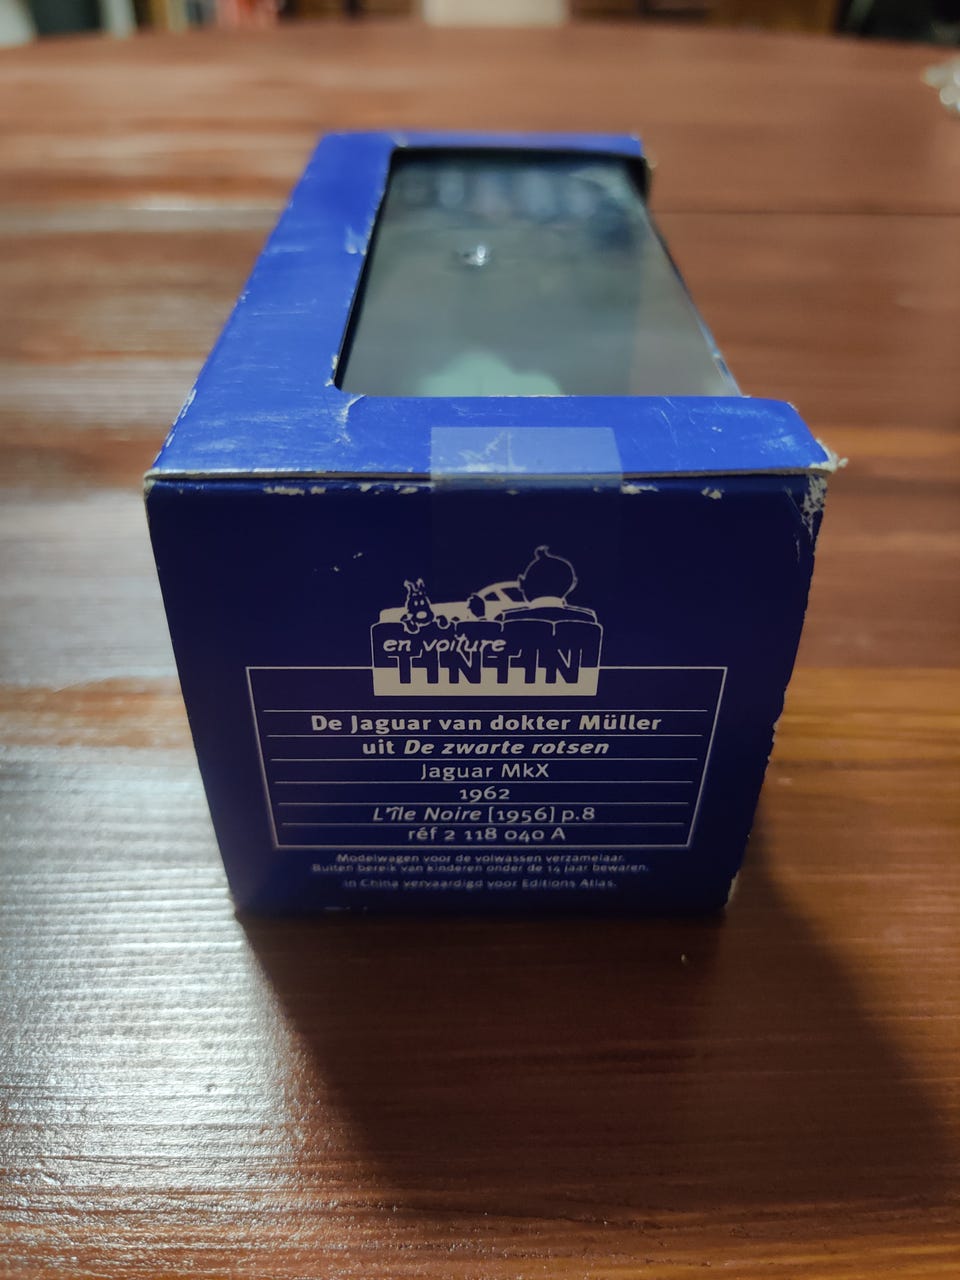 en voiture
TINTIN
De Jaguar van dokter Müller
uit De zwarte rotsen
Jaguar MkX
1962
L'Île Noire [1956] p.8
réf 2 118 040 A
Modelwagen voor de volwassen verzamelaar.
Buiten bereik van kinderen onder de 14 jaar bewaren.
in China vervaardigd voor Editions Atlas.